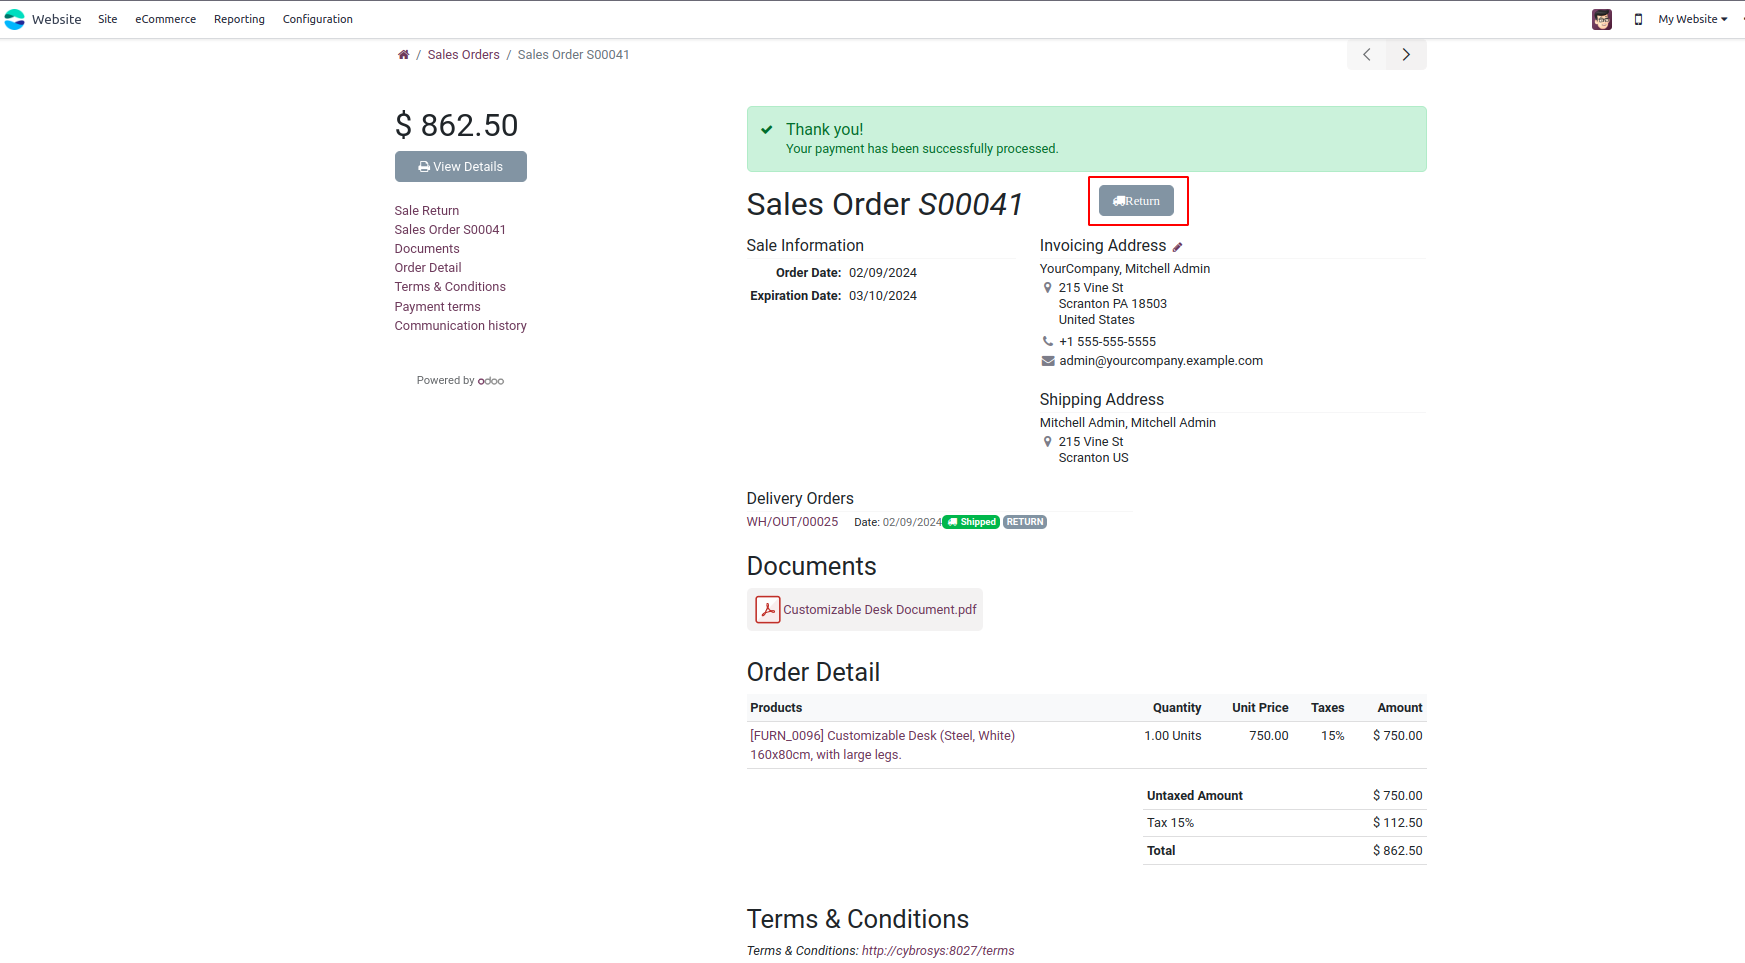 Website Site eCommerce Reporting Configuration My Website
/ Sales Orders / Sales Order S00041
$ 862.50
View Details
Sale Return
Sales Order S00041
Documents
Order Detail
Terms & Conditions
Payment terms
Communication history
Powered by odoo
Thank you!
Your payment has been successfully processed.
Sales Order S00041
Return
Sale Information
Order Date: 02/09/2024
Expiration Date: 03/10/2024
Invoicing Address
YourCompany, Mitchell Admin
215 Vine St
Scranton PA 18503
United States
+1 555-555-5555
admin@yourcompany.example.com
Shipping Address
Mitchell Admin, Mitchell Admin
215 Vine St
Scranton US
Delivery Orders
WH/OUT/00025 Date: 02/09/2024 Shipped RETURN
Documents
Customizable Desk Document.pdf
Order Detail
Products Quantity Unit Price Taxes Amount
[FURN_0096] Customizable Desk (Steel, White) 1.00 Units 750.00 15% $ 750.00
160x80cm, with large legs.
Untaxed Amount $ 750.00
Tax 15% $ 112.50
Total $ 862.50
Terms & Conditions
Terms & Conditions: http://cybrosys:8027/terms